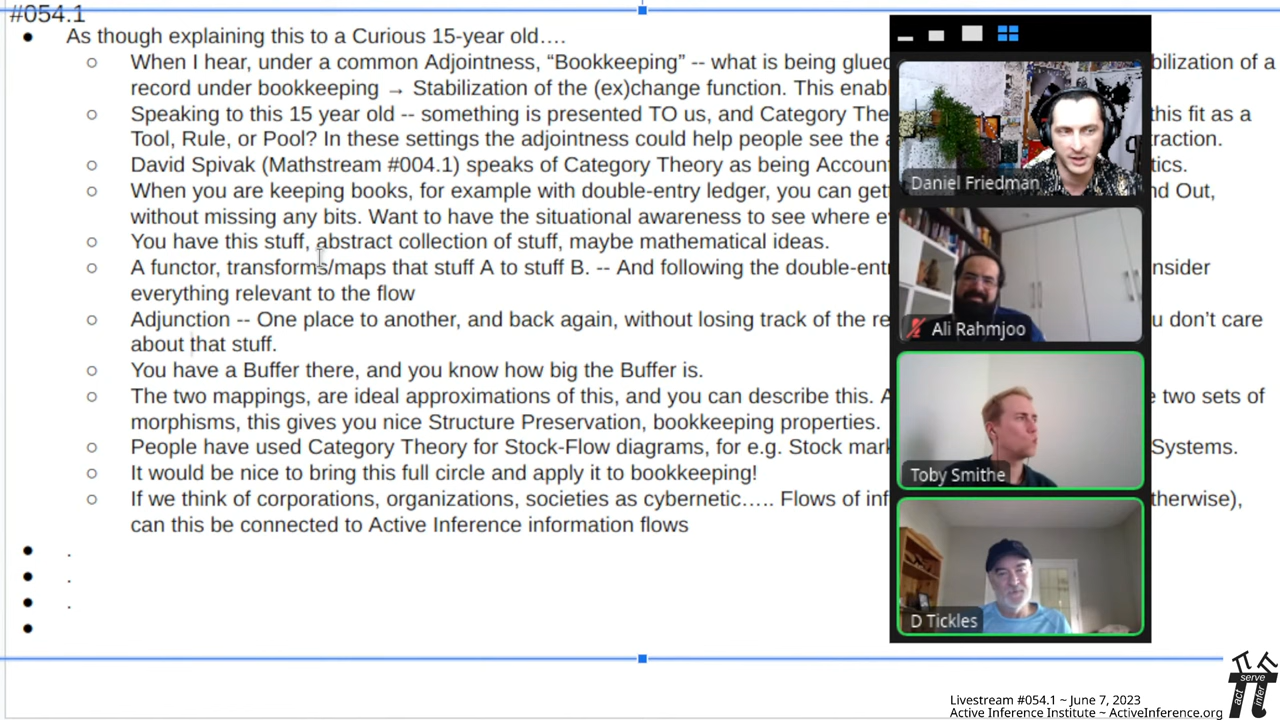 #054.1
As though explaining this to a Curious 15-year old….
When I hear, under a common Adjointness, “Bookkeeping” -- what is being glued bilization of a
record under bookkeeping → Stabilization of the (ex)change function. This enab
Speaking to this 15 year old -- something is presented TO us, and Category The this fit as a
Tool, Rule, or Pool? In these settings the adjointness could help people see the a traction.
David Spivak (Mathstream #004.1) speaks of Category Theory as being Accoun tics.
When you are keeping books, for example with double-entry ledger, you can get nd Out,
without missing any bits. Want to have the situational awareness to see where e
You have this stuff, abstract collection of stuff, maybe mathematical ideas.
A functor, transforms/maps that stuff A to stuff B. -- And following the double-ent nsider
everything relevant to the flow
Adjunction -- One place to another, and back again, without losing track of the re u don’t care
about that stuff.
You have a Buffer there, and you know how big the Buffer is.
The two mappings, are ideal approximations of this, and you can describe this. A e two sets of
morphisms, this gives you nice Structure Preservation, bookkeeping properties.
People have used Category Theory for Stock-Flow diagrams, for e.g. Stock mark Systems.
It would be nice to bring this full circle and apply it to bookkeeping!
If we think of corporations, organizations, societies as cybernetic….. Flows of inf therwise),
can this be connected to Active Inference information flows
.
.
.
Daniel Friedman
Ali Rahmjoo
Toby Smithe
D Tickles
act
serve
infer
Livestream #054.1 ~ June 7, 2023
Active Inference Institute ~ ActiveInference.org